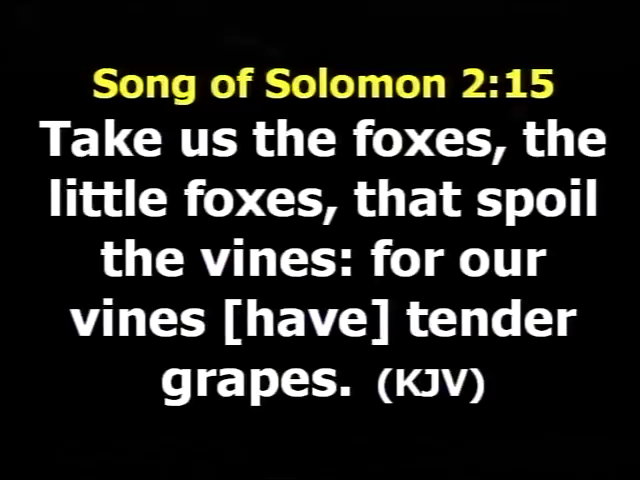 Song of Solomon 2:15
Take us the foxes, the
little foxes, that spoil
the vines: for our
vines [have] tender
grapes. (KJV)